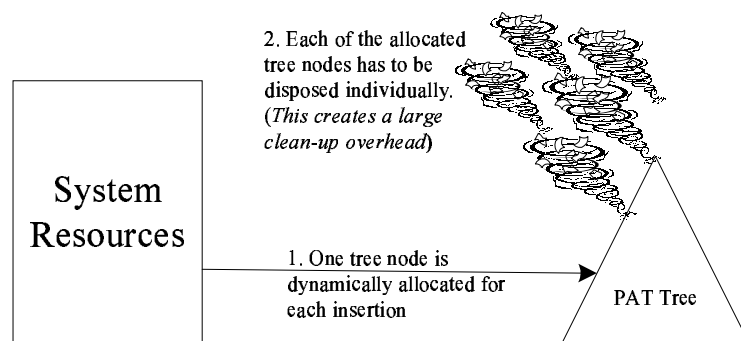 2. Each of the allocated
tree nodes has to be
disposed individually.
(This creates a large
clean-up overhead)
System
Resources
1. One tree node is
dynamically allocated for
each insertion
PAT Tree